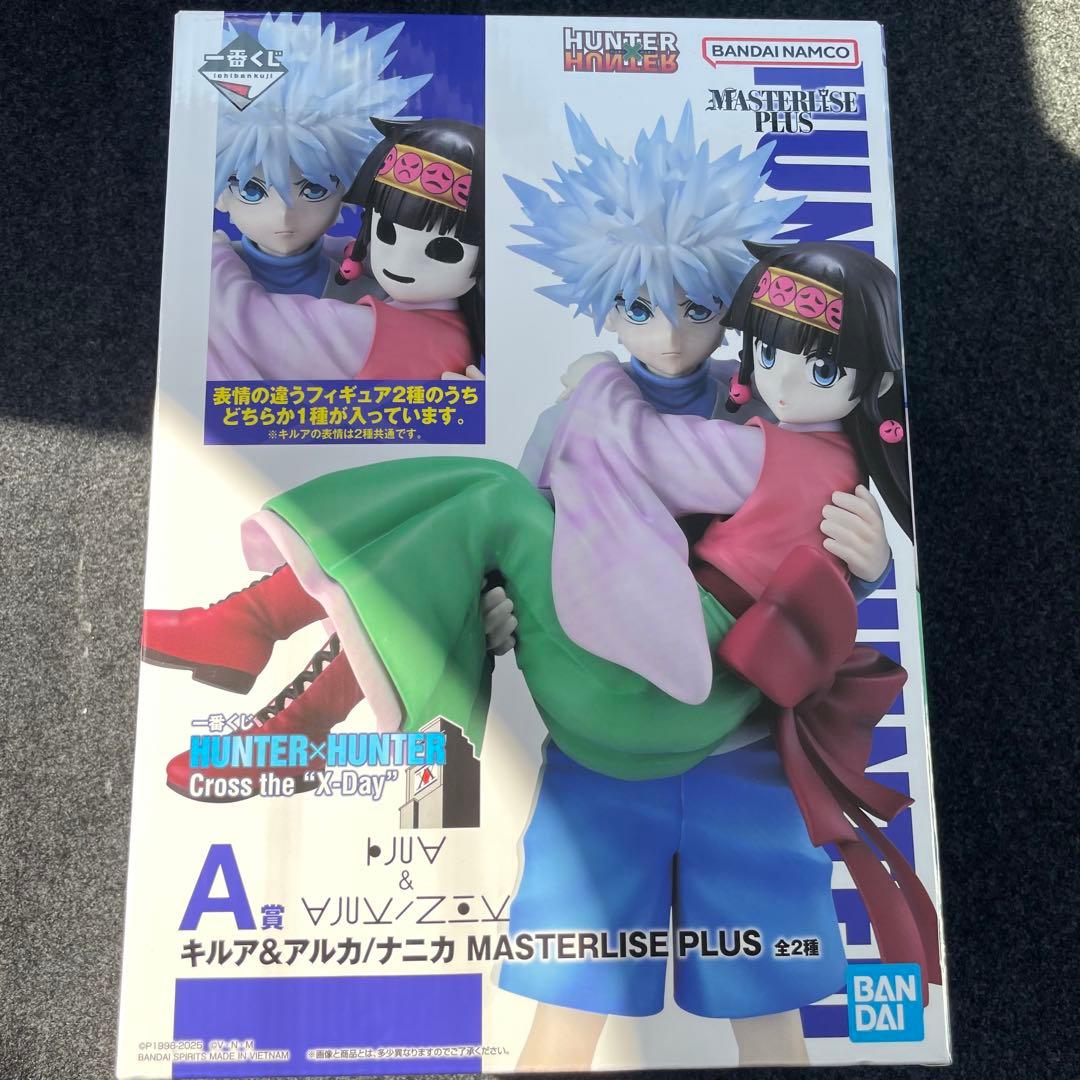 一番くじ
ichibankuji
HUNTER×HUNTER
BANDAI NAMCO
MASTERLISE
PLUS
表情の違うフィギュア2種のうち
どちらか1種が入っています。
※キルアの表情は2種共通です。
一番くじ
HUNTER×HUNTER
Cross the “X-Day”
A賞
&
キルア&アルカ/ナニカ MASTERLISE PLUS 全2種
BAN
DAI
©P1998-2025 ©V・N・M
BANDAI SPIRITS MADE IN VIETNAM
※画像と商品とは、多少異なりますのでご了承ください。